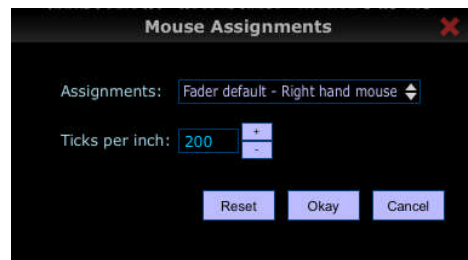 Mouse Assignments
Assignments: Fader default - Right hand mouse
Ticks per inch: 200 + -
Reset Okay Cancel